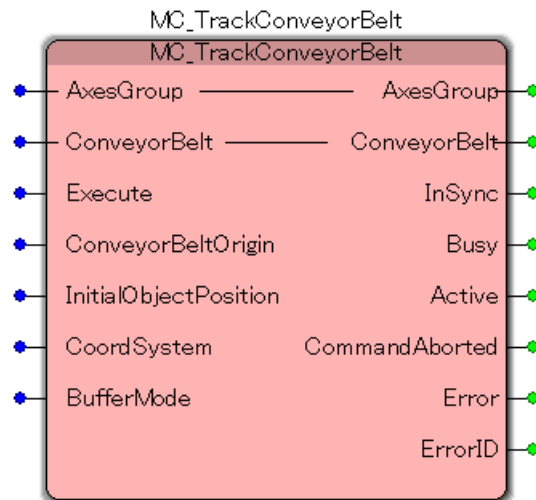 MC_TrackConveyorBelt
MC_TrackConveyorBelt
AxesGroup AxesGroup
ConveyorBelt ConveyorBelt
Execute InSync
ConveyorBeltOrigin Busy
InitialObjectPosition Active
CoordSystem CommandAborted
BufferMode Error
ErrorID